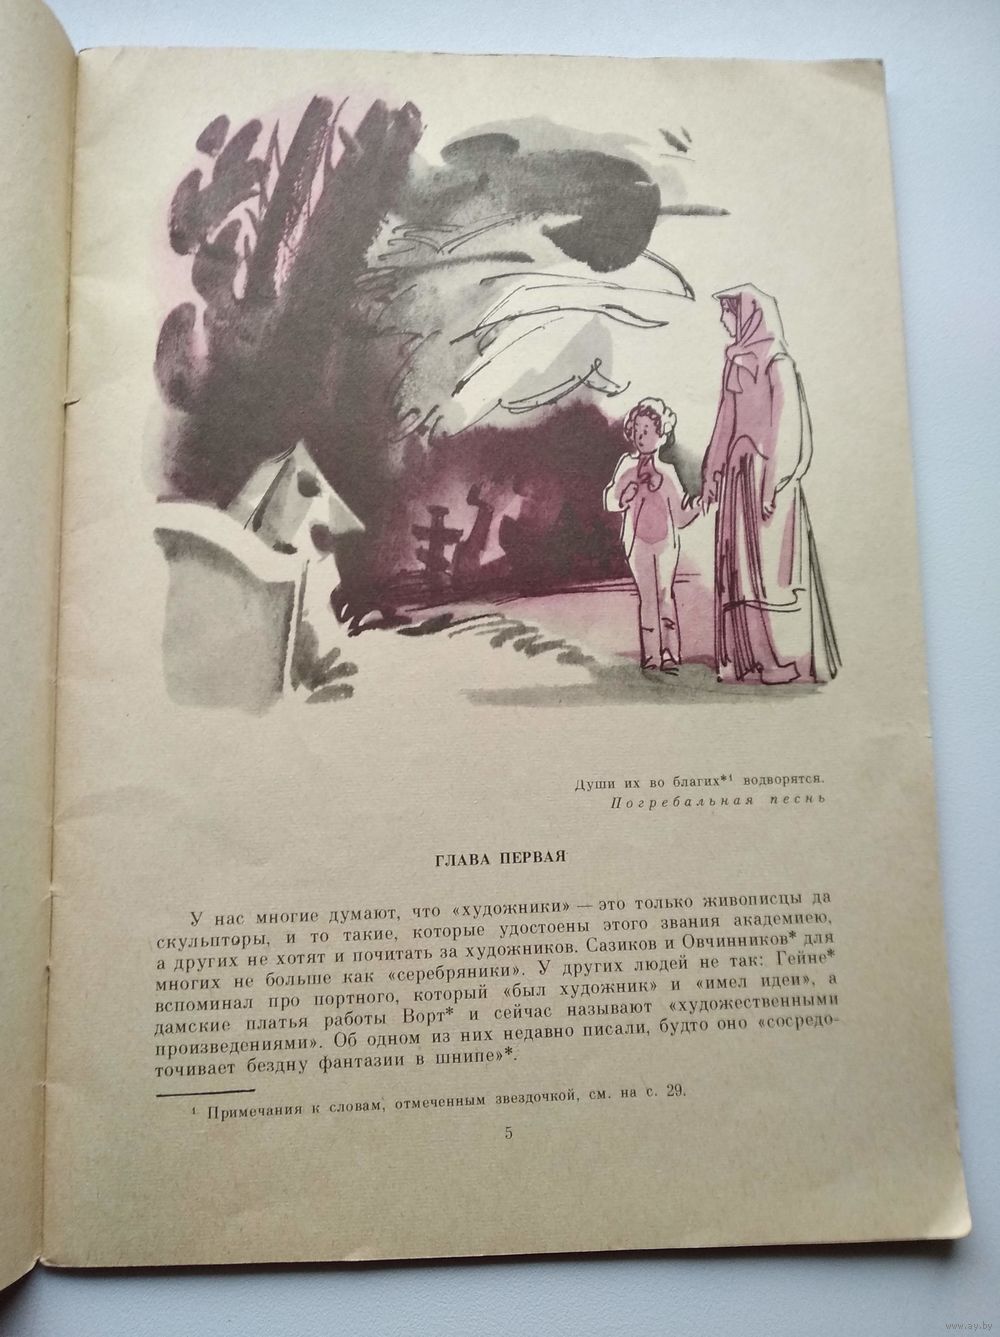 Души их во благих*¹ водворятся.
Погребальная песнь
ГЛАВА ПЕРВАЯ
У нас многие думают, что «художники» — это только живописцы да
скульпторы, и то такие, которые удостоены этого звания академиею,
а других не хотят и почитать за художников. Сазиков и Овчинников* для
многих не больше как «серебряники». У других людей не так: Гейне*
вспоминал про портного, который «был художник» и «имел идеи», а
дамские платья работы Ворт* и сейчас называют «художественными
произведениями». Об одном из них недавно писали, будто оно «сосредо-
точивает бездну фантазии в шнипе»*.
¹ Примечания к словам, отмеченным звездочкой, см. на с. 29.
5
www.ay.by